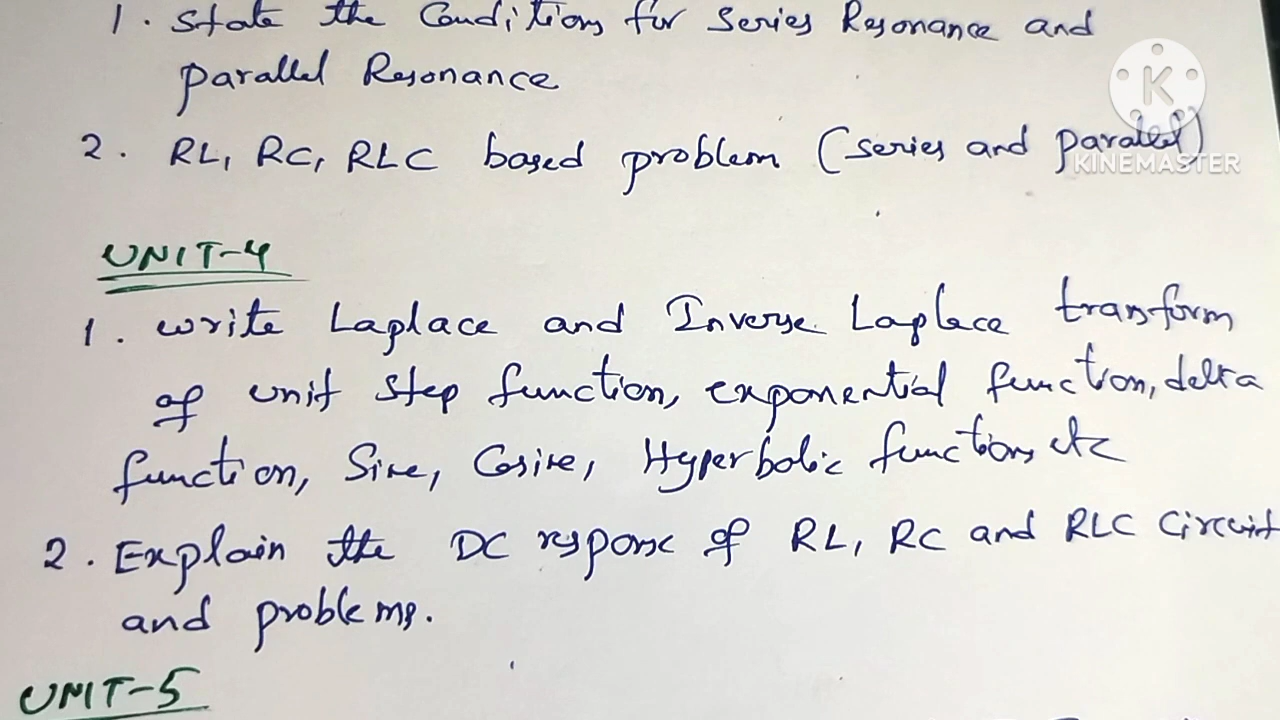 1. State the Conditions for Series Resonance and
parallel Resonance
K
KINEMASTER
2. RL, RC, RLC based problem (series and parallel)
UNIT-4
1. write Laplace and Inverse Laplace transform
of unit step function, exponential function, delta
function, Sine, Cosine, Hyperbolic functions etc
2. Explain the DC response of RL, RC and RLC Circuit
and problems.
UNIT-5